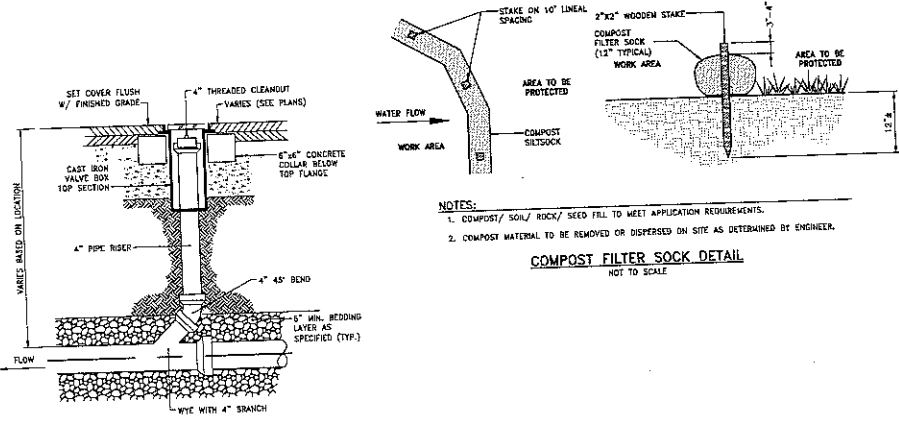 SET COVER FLUSH
W/ FINISHED GRADE
4" THREADED CLEANOUT
VARIES (SEE PLANS)
CAST IRON
VALVE BOX
TOP SECTION
6"x6" CONCRETE
COLLAR BELOW
TOP FLANGE
VARIES BASED ON LOCATION
4" PIPE RISER
4" 45° BEND
6" MIN. BEDDING
LAYER AS
SPECIFIED (TYP.)
FLOW
WYE WITH 4" BRANCH
STAKE ON 10' LINEAL
SPACING
AREA TO BE
PROTECTED
WATER FLOW
WORK AREA
COMPOST
SILTSOCK
2"X2" WOODEN STAKE
3"-4"
COMPOST
FILTER SOCK
(12" TYPICAL)
WORK AREA
AREA TO BE
PROTECTED
12"±
NOTES:
1. COMPOST/ SOIL/ ROCK/ SEED FILL TO MEET APPLICATION REQUIREMENTS.
2. COMPOST MATERIAL TO BE REMOVED OR DISPERSED ON SITE AS DETERMINED BY ENGINEER.
COMPOST FILTER SOCK DETAIL
NOT TO SCALE